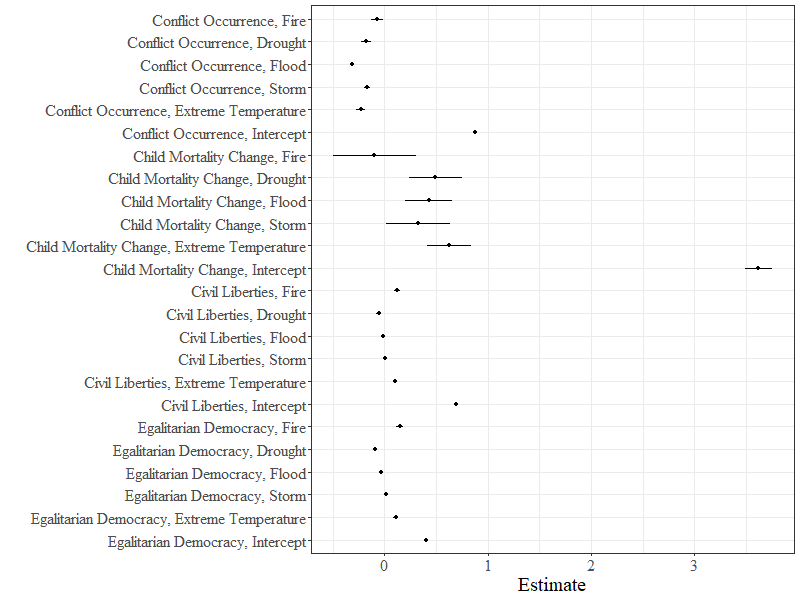 Conflict Occurrence, Fire
Conflict Occurrence, Drought
Conflict Occurrence, Flood
Conflict Occurrence, Storm
Conflict Occurrence, Extreme Temperature
Conflict Occurrence, Intercept
Child Mortality Change, Fire
Child Mortality Change, Drought
Child Mortality Change, Flood
Child Mortality Change, Storm
Child Mortality Change, Extreme Temperature
Child Mortality Change, Intercept
Civil Liberties, Fire
Civil Liberties, Drought
Civil Liberties, Flood
Civil Liberties, Storm
Civil Liberties, Extreme Temperature
Civil Liberties, Intercept
Egalitarian Democracy, Fire
Egalitarian Democracy, Drought
Egalitarian Democracy, Flood
Egalitarian Democracy, Storm
Egalitarian Democracy, Extreme Temperature
Egalitarian Democracy, Intercept
0 1 2 3
Estimate